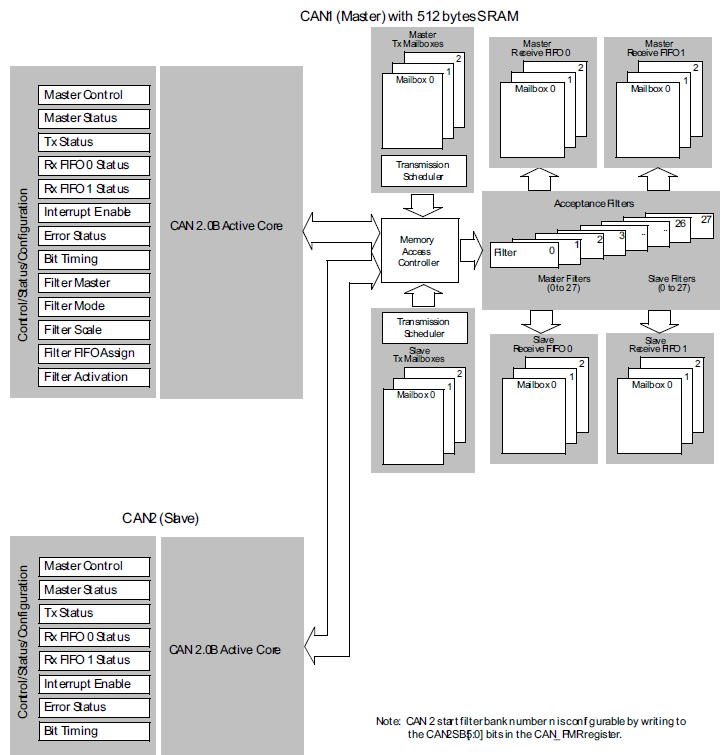 CAN1 (Master) with 512 bytes SRAM
Control/Status/Configuration
Master Control
Master Status
Tx Status
Rx FIFO 0 Status
Rx FIFO 1 Status
Interrupt Enable
Error Status
Bit Timing
Filter Master
Filter Mode
Filter Scale
Filter FIFO Assign
Filter Activation
CAN 2.0B Active Core
Master
Tx Mailboxes
2
1
Mailbox 0
Transmission
Scheduler
Master
Receive FIFO 0
2
1
Mailbox 0
Master
Receive FIFO 1
2
1
Mailbox 0
Memory
Access
Controller
Acceptance Filters
Filter 0 1 2 3 .. .. 26 27
Master Filters
(0 to 27)
Slave Filters
(0 to 27)
Transmission
Scheduler
Slave
Tx Mailboxes
2
1
Mailbox 0
Slave
Receive FIFO 0
2
1
Mailbox 0
Slave
Receive FIFO 1
2
1
Mailbox 0
CAN2 (Slave)
Control/Status/Configuration
Master Control
Master Status
Tx Status
Rx FIFO 0 Status
Rx FIFO 1 Status
Interrupt Enable
Error Status
Bit Timing
CAN 2.0B Active Core
Note: CAN 2 start filter bank number n is configurable by writing to
the CAN2SB[5:0] bits in the CAN_FMR register.